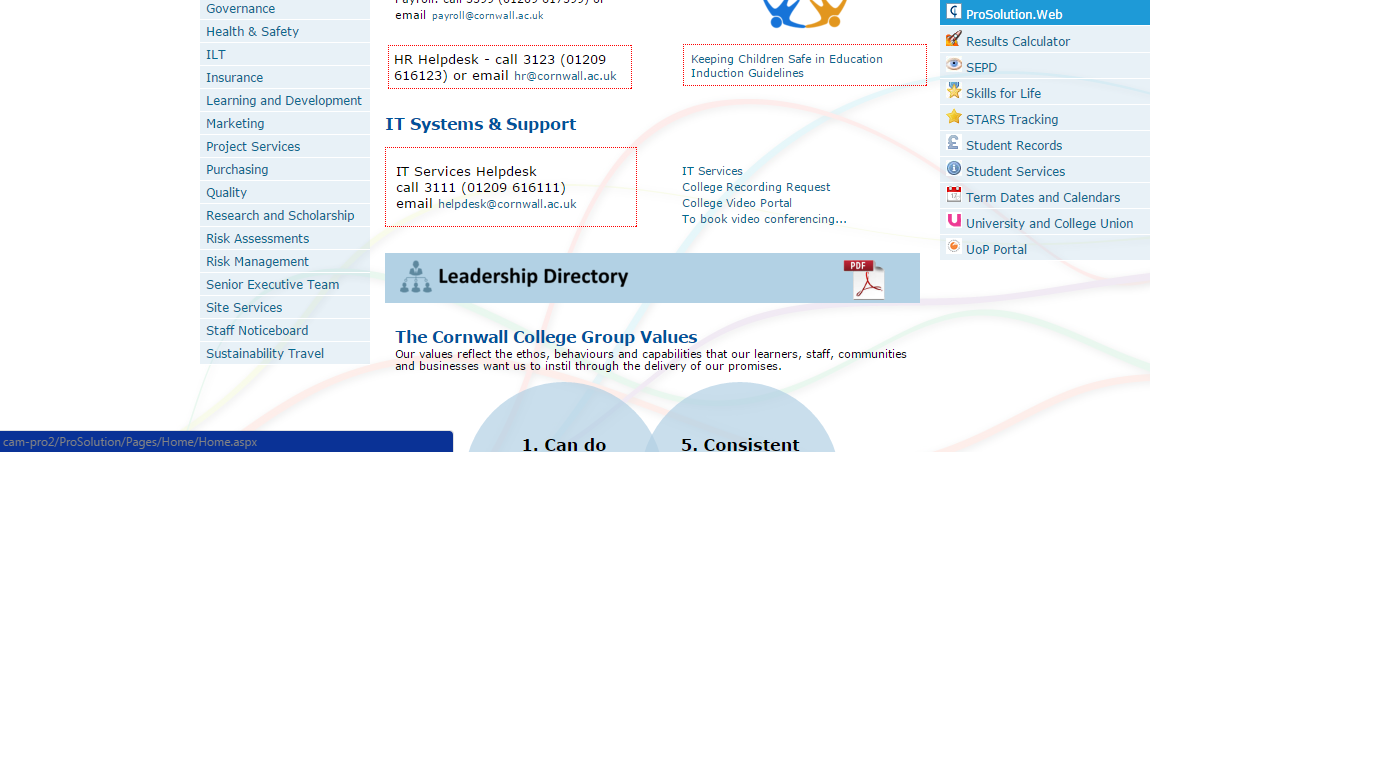 Governance
Health & Safety
ILT
Insurance
Learning and Development
Marketing
Project Services
Purchasing
Quality
Research and Scholarship
Risk Assessments
Risk Management
Senior Executive Team
Site Services
Staff Noticeboard
Sustainability Travel
email payroll@cornwall.ac.uk
HR Helpdesk - call 3123 (01209
616123) or email hr@cornwall.ac.uk
Keeping Children Safe in Education
Induction Guidelines
IT Systems & Support
IT Services Helpdesk
call 3111 (01209 616111)
email helpdesk@cornwall.ac.uk
IT Services
College Recording Request
College Video Portal
To book video conferencing...
Leadership Directory
PDF
The Cornwall College Group Values
Our values reflect the ethos, behaviours and capabilities that our learners, staff, communities
and businesses want us to instil through the delivery of our promises.
1. Can do
5. Consistent
ProSolution.Web
Results Calculator
SEPD
Skills for Life
STARS Tracking
Student Records
Student Services
Term Dates and Calendars
University and College Union
UoP Portal
cam-pro2/ProSolution/Pages/Home/Home.aspx